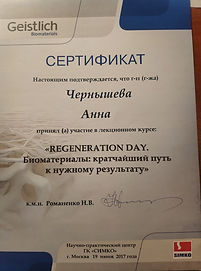 Geistlich
Biomaterials
СЕРТИФИКАТ
Настоящим подтверждается, что г-н (г-жа)
Чернышева
Анна
принял (а) участие в лекционном курсе:
«REGENERATION DAY.
Биоматериалы: кратчайший путь
к нужному результату»
к.м.н. Романенко Н.В.
Научно-практический центр
ГК «СИМКО»
г. Москва 19 июня 2017 года
SIMKO